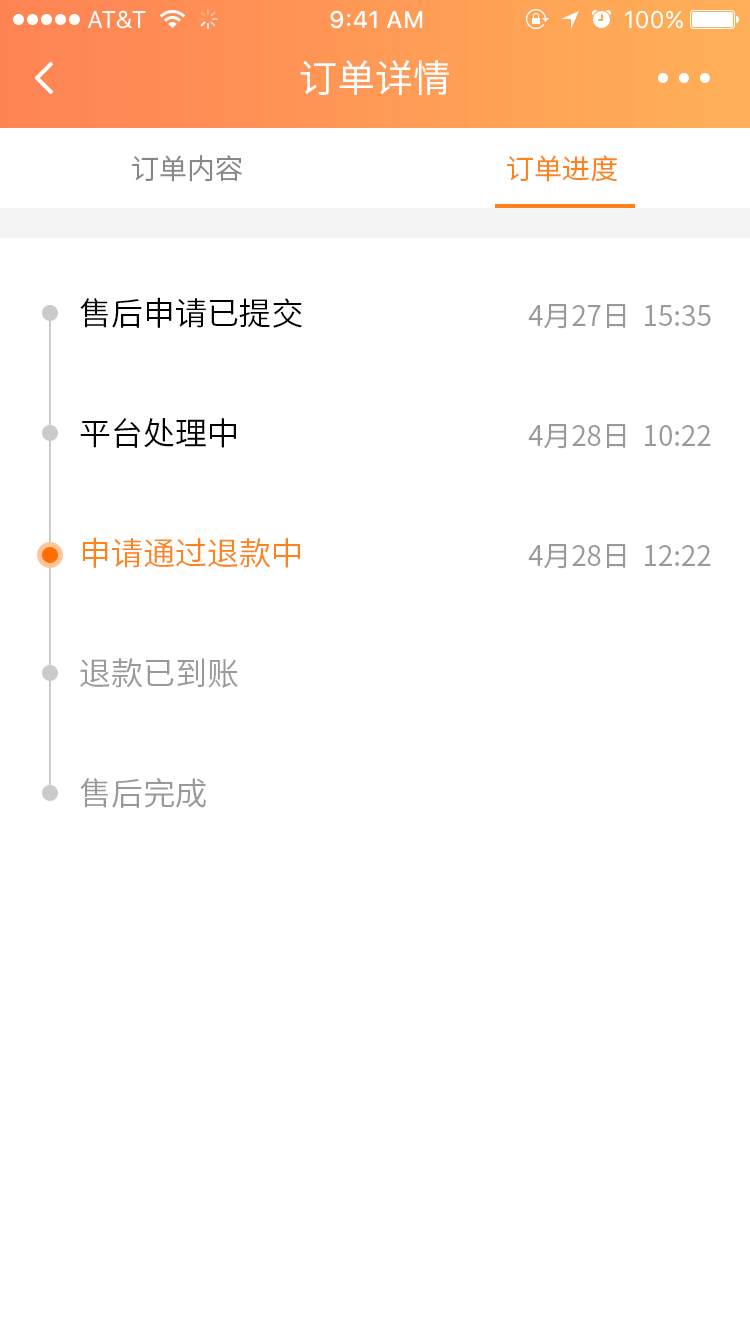 AT&T 9:41 AM 100%
订单详情
订单内容 订单进度
售后申请已提交 4月27日 15:35
平台处理中 4月28日 10:22
申请通过退款中 4月28日 12:22
退款已到账
售后完成